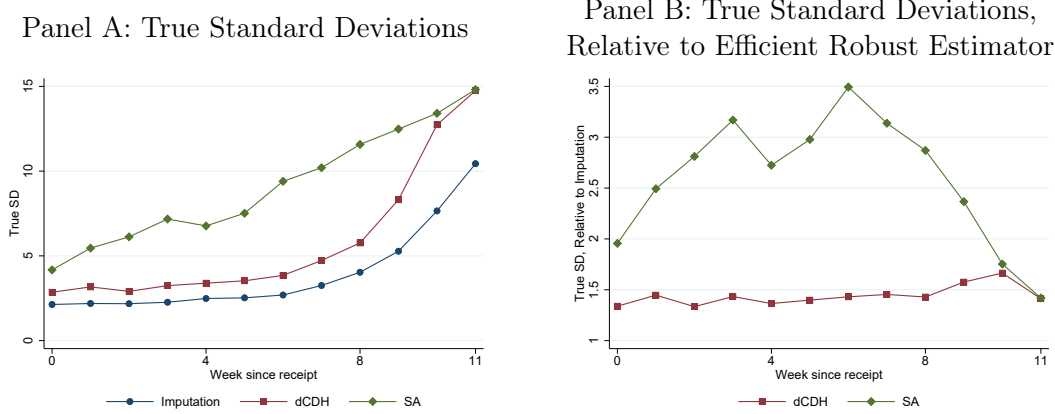 Panel A: True Standard Deviations
True SD
15
10
5
0
0 4 8 11
Week since receipt
Imputation dCDH SA
Panel B: True Standard Deviations,
Relative to Efficient Robust Estimator
True SD, Relative to Imputation
3.5
3
2.5
2
1.5
1
0 4 8 11
Week since receipt
dCDH SA